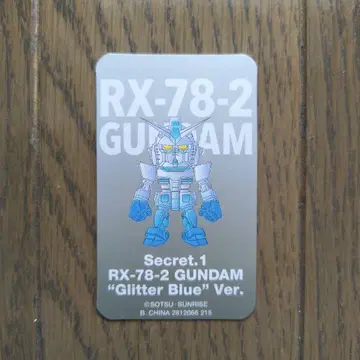 RX-78-2
GUNDAM
Secret.1
RX-78-2 GUNDAM
“Glitter Blue” Ver.
©SOTSU · SUNRISE
B. CHINA 2812066 215